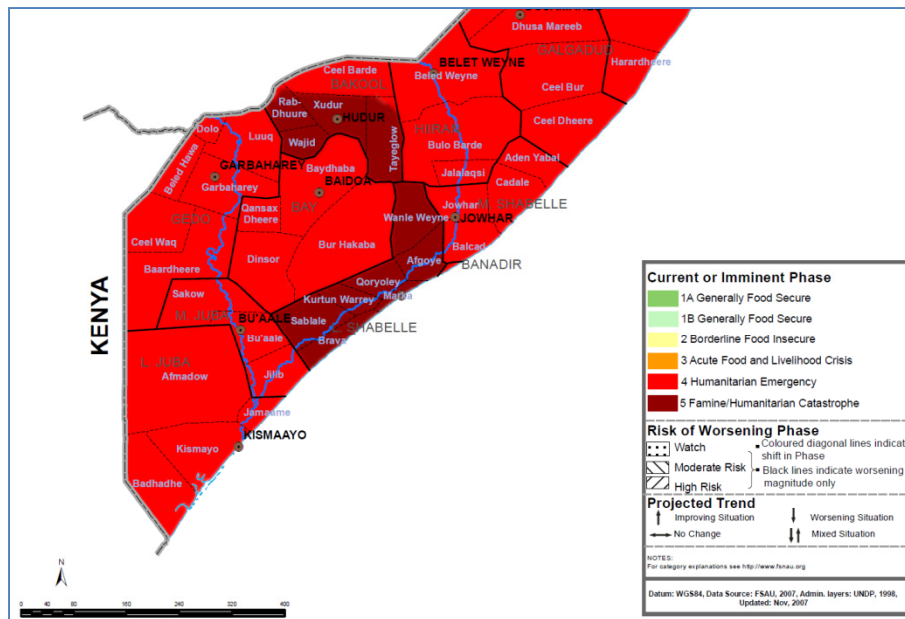 Dhusa Mareeb
GALGADUD
Harardheere
BELET WEYNE
Beled Weyne
Ceel Barde
BAKOOL
Ceel Bur
Rab-
Dhuure
Xudur
HUDUR
Ceel Dheere
HIIRAN
Dolo
Luuq
Wajid
Tayeglow
Bulo Barde
Aden Yabal
Beled Hawa
GARBAHAREY
Garbaharey
Baydhaba
BAIDOA
Jalalaqsi
Cadale
Qansax
Dheere
BAY
Jowhar
M. SHABELLE
GEDO
Wanle Weyne
JOWHAR
Ceel Waq
Bur Hakaba
Balcad
Baardheere
Dinsor
Afgoye
BANADIR
Sakow
Qoryoley
Marka
Kurtun Warrey
M. JUBA
BU'AALE
Sablale
SHABELLE
Bu'aale
Brava
KENYA
L. JUBA
Afmadow
Jilib
Jamaame
KISMAAYO
Kismayo
Badhadhe
N
0 80 160 240 320 400
Current or Imminent Phase
1A Generally Food Secure
1B Generally Food Secure
2 Borderline Food Insecure
3 Acute Food and Livelihood Crisis
4 Humanitarian Emergency
5 Famine/Humanitarian Catastrophe
Risk of Worsening Phase
Watch
Moderate Risk
High Risk
Coloured diagonal lines indicat
shift in Phase
Black lines indicate worsening
magnitude only
Projected Trend
Improving Situation
Worsening Situation
No Change
Mixed Situation
NOTES:
For category explanations see http://www.fsnau.org
Datum: WGS84, Data Source: FSAU, 2007, Admin. layers: UNDP, 1998,
Updated: Nov, 2007